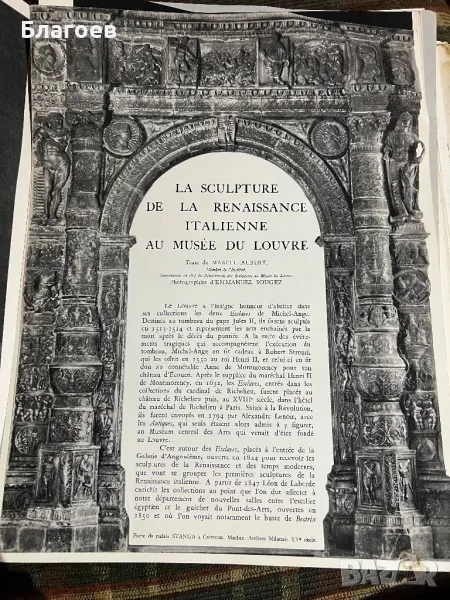 Благоев
LA SCULPTURE
DE LA RENAISSANCE
ITALIENNE
AU MUSÉE DU LOUVRE
Texte de MARCEL AUBERT,
Membre de l'Institut,
Conservateur en chef du Département des Sculptures au Musée du Louvre
Photographies d'EMMANUEL SOUGEZ
LE LOUVRE a l'insigne honneur d'abriter dans
ses collections les deux Esclaves de Michel-Ange.
Destinés au tombeau du pape Jules II, ils furent sculptés
en 1513-1514 et représentent les arts enchaînés par la
mort après le décès du pontife. A la suite des événe-
ments tragiques qui accompagnèrent l'exécution du
tombeau, Michel-Ange en fit cadeau à Robert Strozzi,
qui les offrit en 1550 au roi Henri II, et celui-ci en fit
don au connétable Anne de Montmorency pour son
château d'Écouen. Après le supplice du maréchal Henri II
de Montmorency, en 1632, les Esclaves, entrés dans les
collections du cardinal de Richelieu, furent placés au
château de Richelieu puis, au XVIIIe siècle, dans l'hôtel
du maréchal de Richelieu à Paris. Saisis à la Révolution,
ils furent envoyés en 1794 par Alexandre Lenoir, avec
les Antiques, qui seuls étaient alors admis à y figurer,
au Muséum central des Arts qui venait d'être fondé
au Louvre.
C'est autour des Esclaves, placés à l'entrée de la
Galerie d'Angoulême, ouverte en 1824 pour recevoir les
sculptures de la Renaissance et des temps modernes,
que vont se grouper les premières sculptures de la
Renaissance italienne. A partir de 1847 Léon de Laborde
enrichit les collections au point que l'on dut affecter à
notre département de nouvelles salles entre l'escalier
égyptien et le guichet du Pont-des-Arts, ouvertes en
1850 et où l'on voyait notamment le buste de Béatrix
Porte du palais STANGA à Crémone. Marbre. Ateliers Milanais XVe siècle.
BAZAR.BG